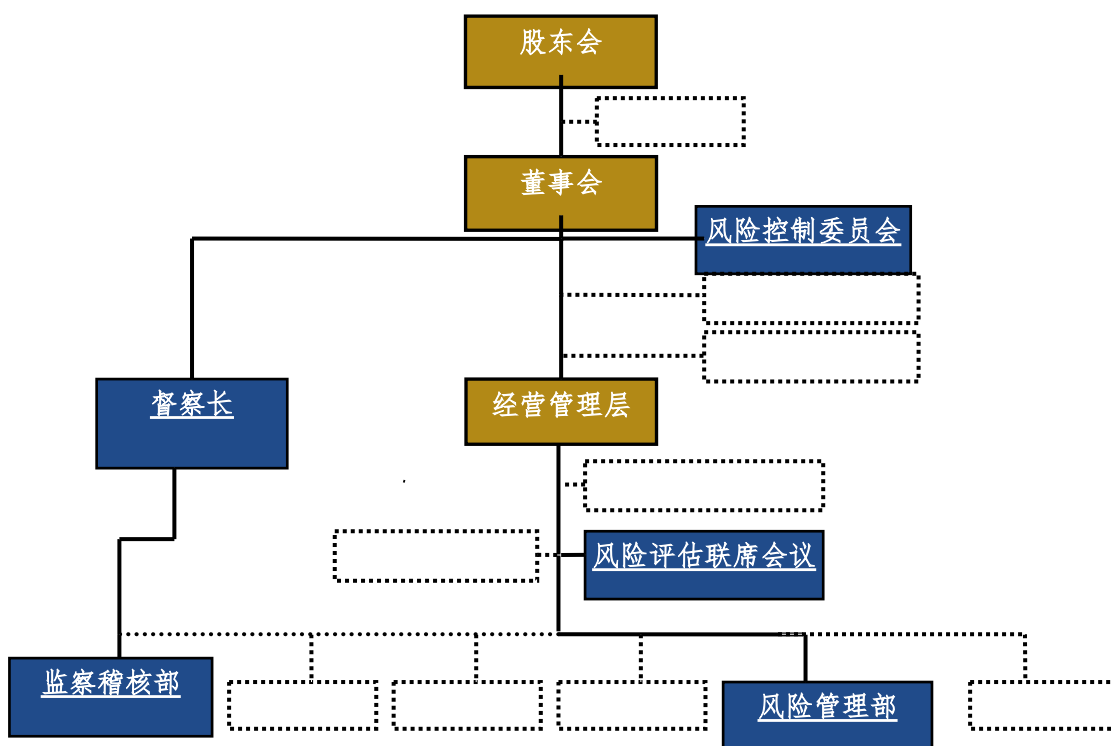 股东会
董事会
风险控制委员会
督察长
经营管理层
风险评估联席会议
监察稽核部
风险管理部